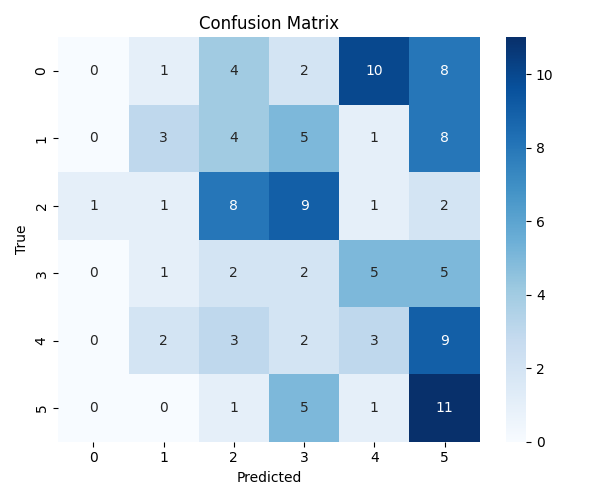 Confusion Matrix
True
0 0 1 4 2 10 8
1 0 3 4 5 1 8
2 1 1 8 9 1 2
3 0 1 2 2 5 5
4 0 2 3 2 3 9
5 0 0 1 5 1 11
0 1 2 3 4 5
Predicted
10
8
6
4
2
0